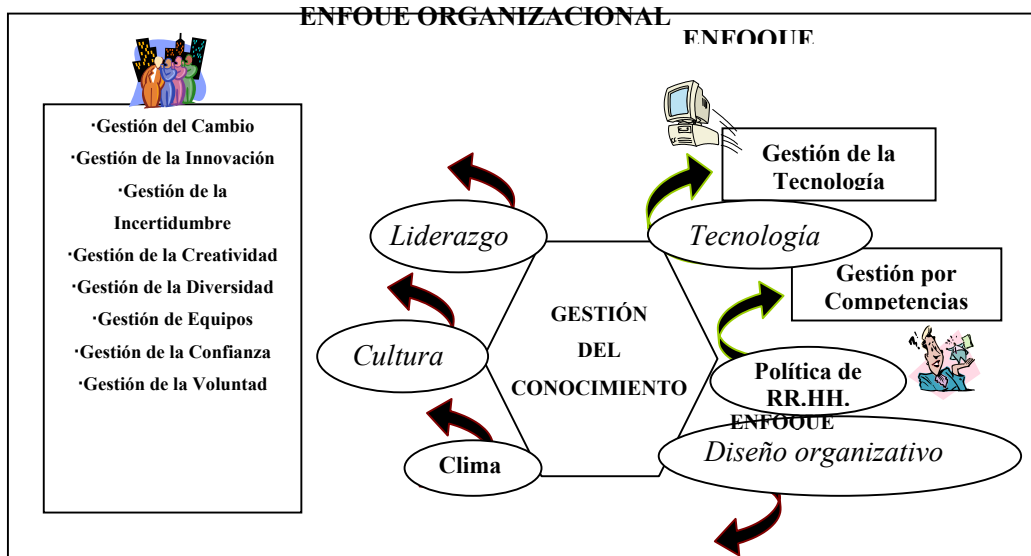 ENFOUE ORGANIZACIONAL
ENFOQUE
·Gestión del Cambio
·Gestión de la Innovación
·Gestión de la
Incertidumbre
·Gestión de la Creatividad
·Gestión de la Diversidad
·Gestión de Equipos
·Gestión de la Confianza
·Gestión de la Voluntad
Gestión de la
Tecnología
Liderazgo
Tecnología
Gestión por
Competencias
GESTIÓN
DEL
CONOCIMIENTO
Cultura
Política de
RR.HH.
ENFOQUE
Clima
Diseño organizativo